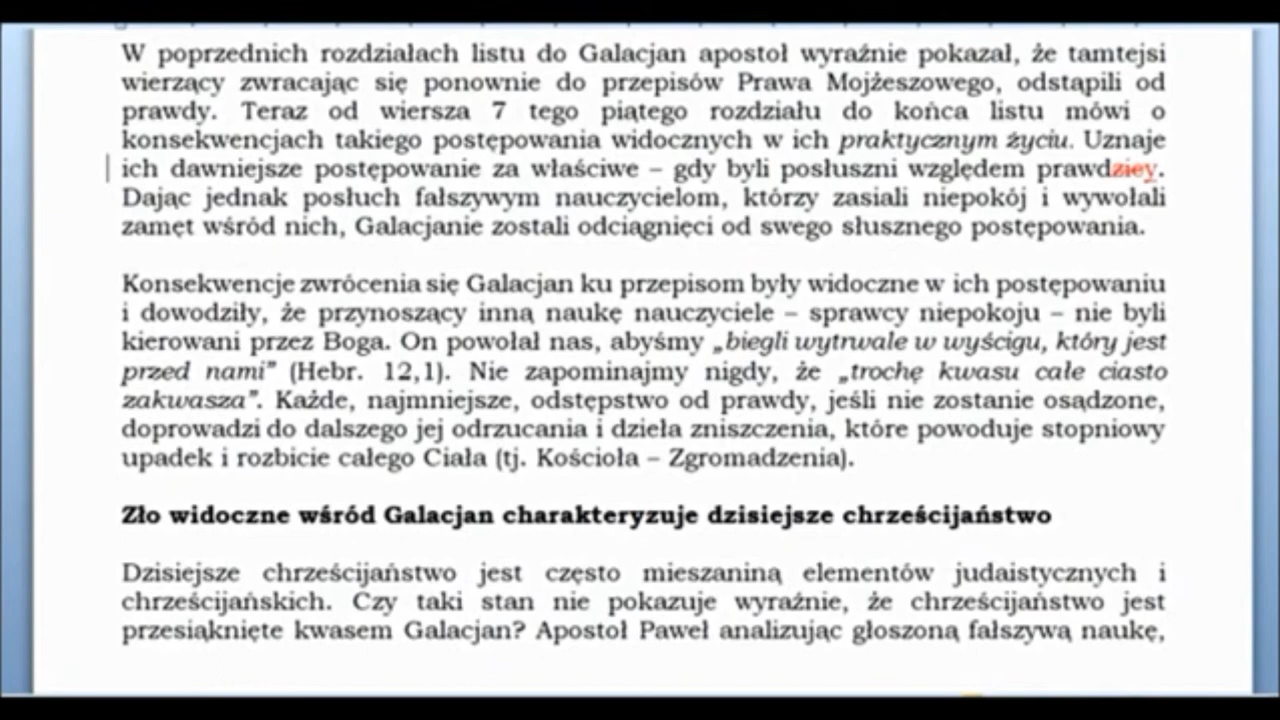 W poprzednich rozdziałach listu do Galacjan apostoł wyraźnie pokazał, że tamtejsi
wierzący zwracając się ponownie do przepisów Prawa Mojżeszowego, odstąpili od
prawdy. Teraz od wiersza 7 tego piątego rozdziału do końca listu mówi o
konsekwencjach takiego postępowania widocznych w ich praktycznym życiu. Uznaje
ich dawniejsze postępowanie za właściwe – gdy byli posłuszni względem prawdziey.
Dając jednak posłuch fałszywym nauczycielom, którzy zasiali niepokój i wywołali
zamęt wśród nich, Galacjanie zostali odciągnięci od swego słusznego postępowania.
Konsekwencje zwrócenia się Galacjan ku przepisom były widoczne w ich postępowaniu
i dowodziły, że przynoszący inną naukę nauczyciele – sprawcy niepokoju – nie byli
kierowani przez Boga. On powołał nas, abyśmy „biegli wytrwale w wyścigu, który jest
przed nami” (Hebr. 12,1). Nie zapominajmy nigdy, że „trochę kwasu całe ciasto
zakwasza”. Każde, najmniejsze, odstępstwo od prawdy, jeśli nie zostanie osądzone,
doprowadzi do dalszego jej odrzucania i dzieła zniszczenia, które powoduje stopniowy
upadek i rozbicie całego Ciała (tj. Kościoła – Zgromadzenia).
Zło widoczne wśród Galacjan charakteryzuje dzisiejsze chrześcijaństwo
Dzisiejsze chrześcijaństwo jest często mieszaniną elementów judaistycznych i
chrześcijańskich. Czy taki stan nie pokazuje wyraźnie, że chrześcijaństwo jest
przesiąknięte kwasem Galacjan? Apostoł Paweł analizując głoszoną fałszywą naukę,